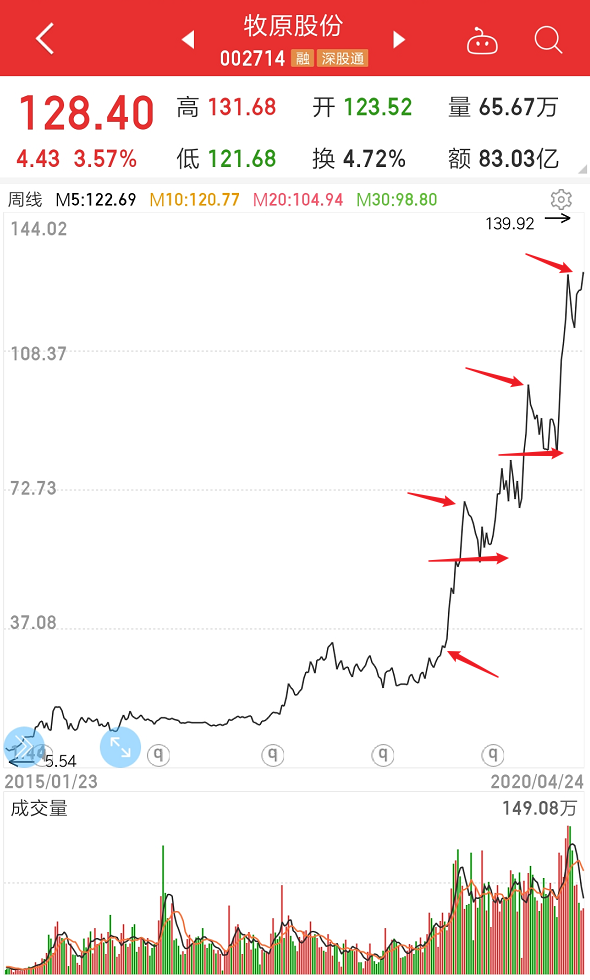 牧原股份
002714 融 深股通
128.40 高 131.68 开 123.52 量 65.67万
4.43 3.57% 低 121.68 换 4.72% 额 83.03亿
周线 M5:122.69 M10:120.77 M20:104.94 M30:98.80
139.92
144.02
108.37
72.73
37.08
1.44
5.54
q q q q
2015/01/23 2020/04/24
成交量 149.08万